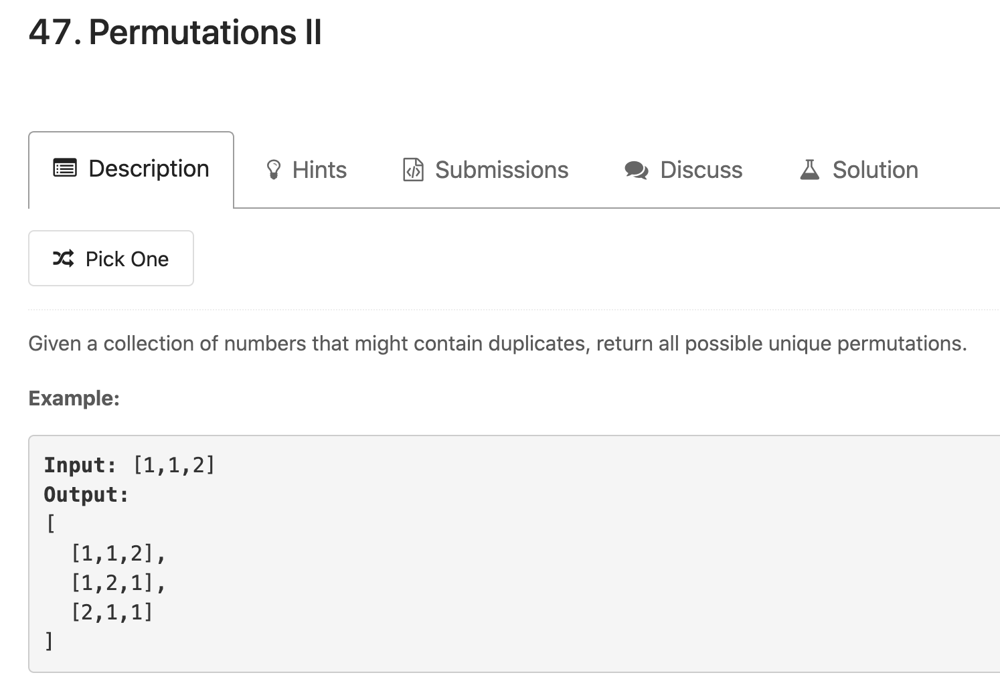 47. Permutations II
Description Hints Submissions Discuss Solution
Pick One
Given a collection of numbers that might contain duplicates, return all possible unique permutations.
Example:
Input: [1,1,2]
Output:
[
  [1,1,2],
  [1,2,1],
  [2,1,1]
]